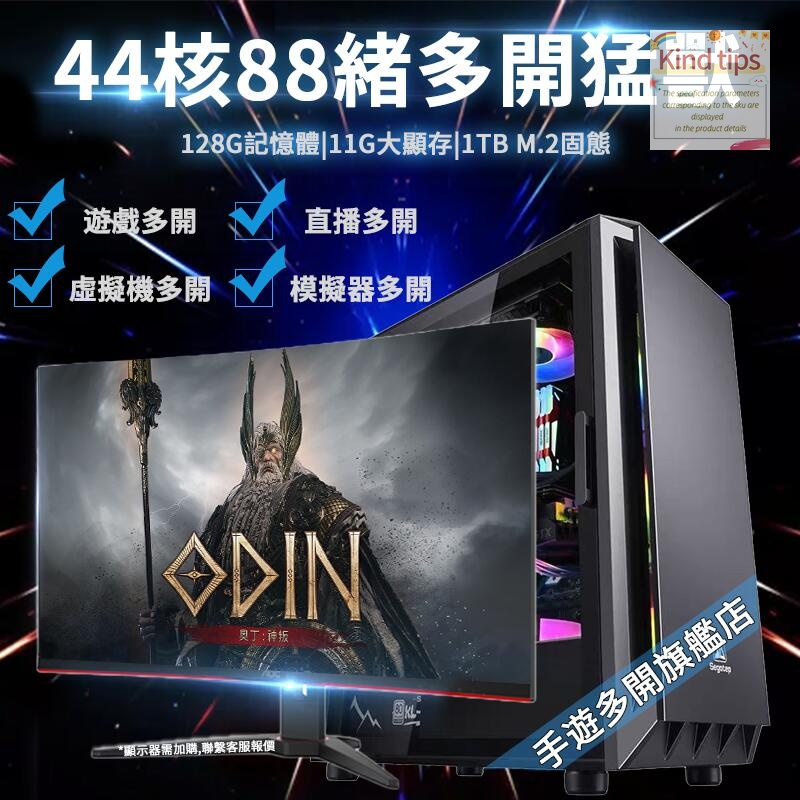 44核88緒多開猛獸
Kind tips
The specification parameters
corresponding to the sku are
displayed
in the product details
128G記憶體|11G大顯存|1TB M.2固態
遊戲多開
直播多開
虛擬機多開
模擬器多開
ODIN
奧丁:神叛
Segotep
手遊多開旗艦店
*顯示器需加購,聯繫客服報價